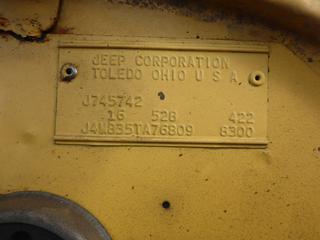 JEEP CORPORATION
TOLEDO OHIO U S A.
J745742
16 528 422
J4M835TA76809 8300